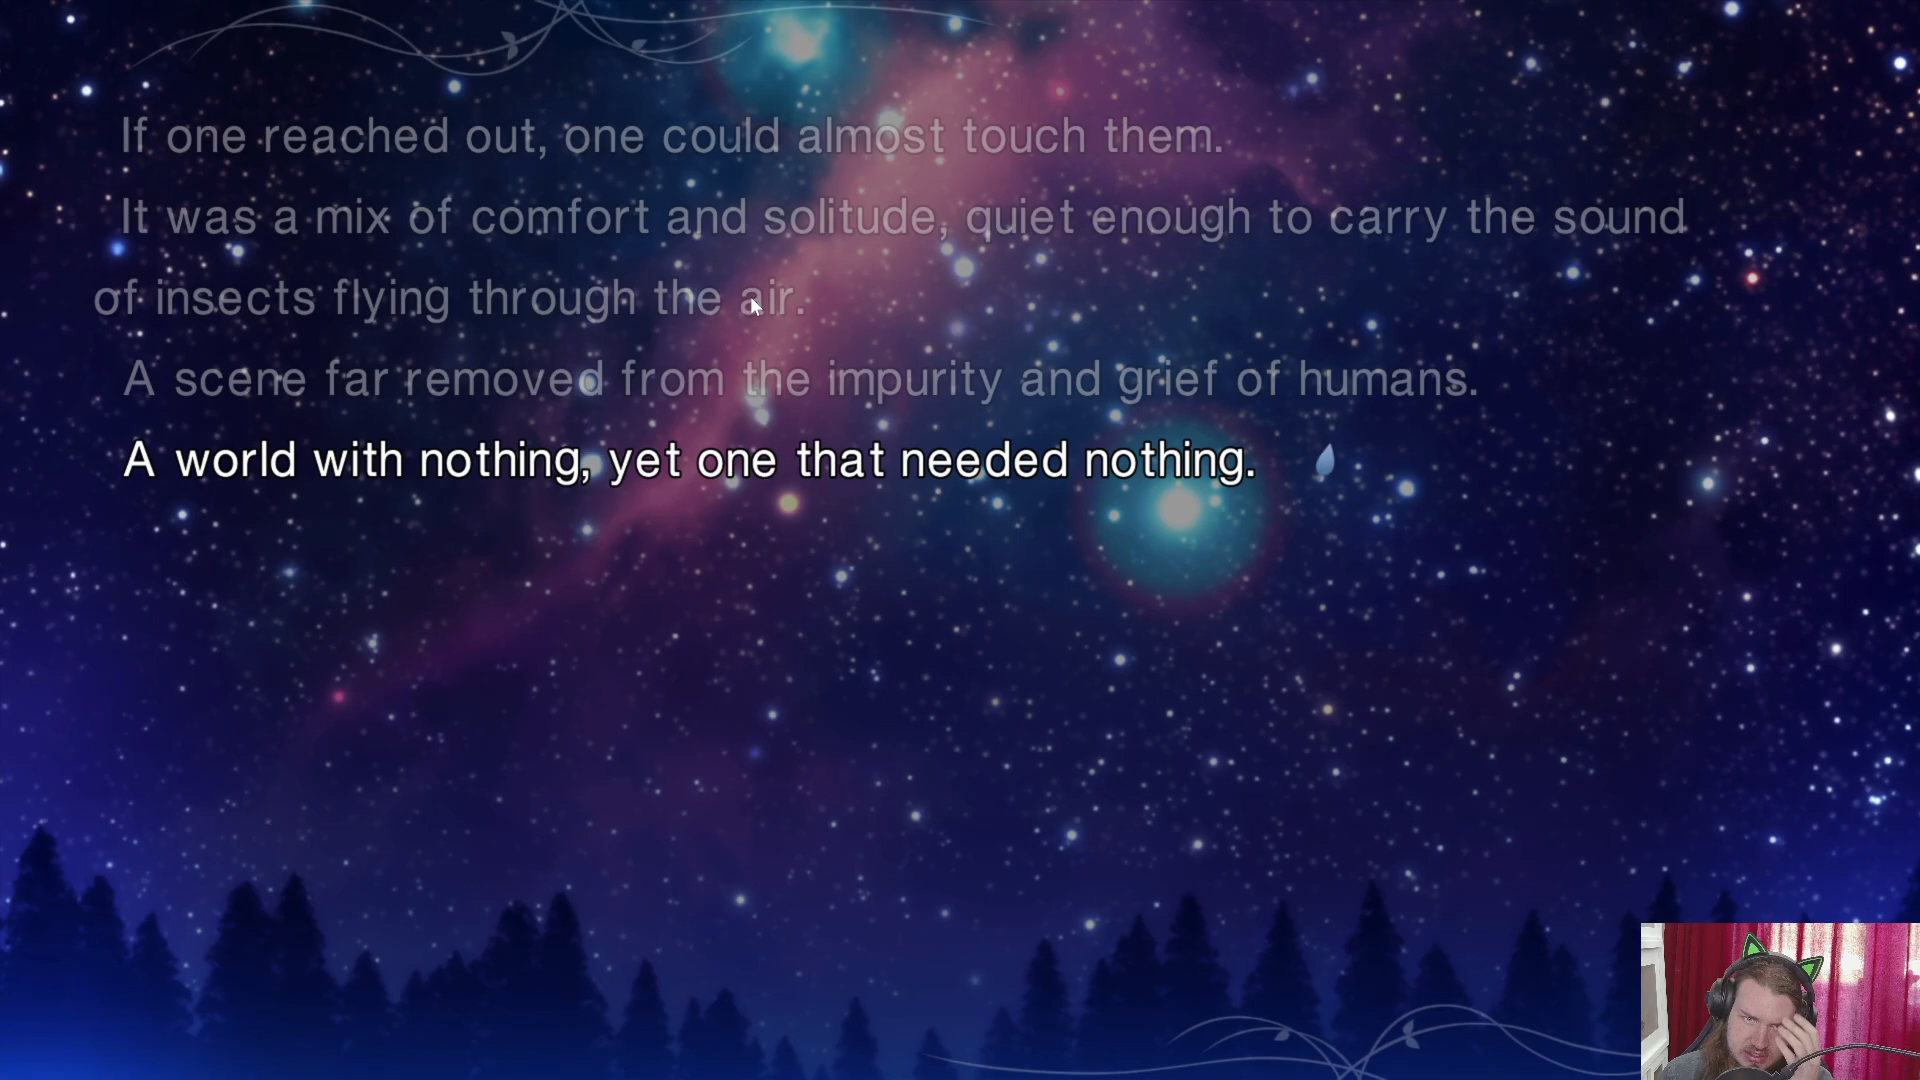 If one reached out, one could almost touch them.
It was a mix of comfort and solitude, quiet enough to carry the sound
of insects flying through the air.
A scene far removed from the impurity and grief of humans.
A world with nothing, yet one that needed nothing.